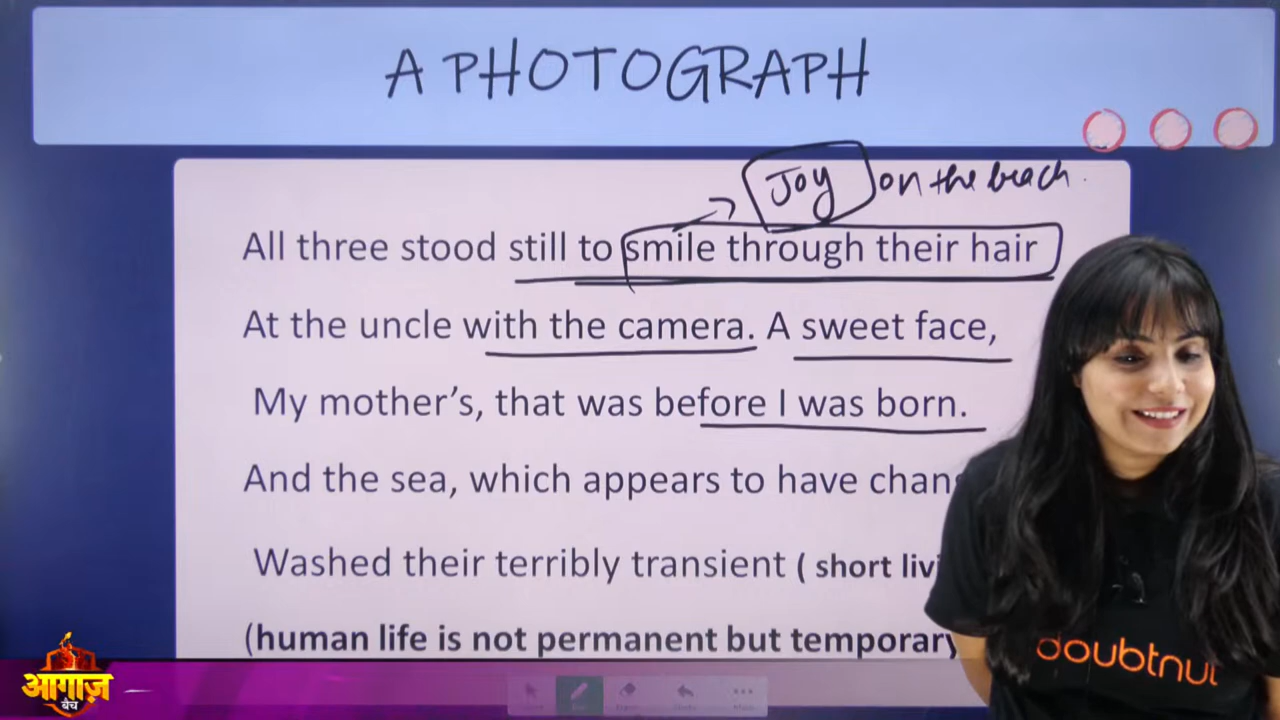 A PHOTOGRAPH
Joy on the beach.
All three stood still to smile through their hair
At the uncle with the camera. A sweet face,
My mother's, that was before I was born.
And the sea, which appears to have chan
Washed their terribly transient ( short livi
(human life is not permanent but temporary
doubtnut
आगाज़
बैच